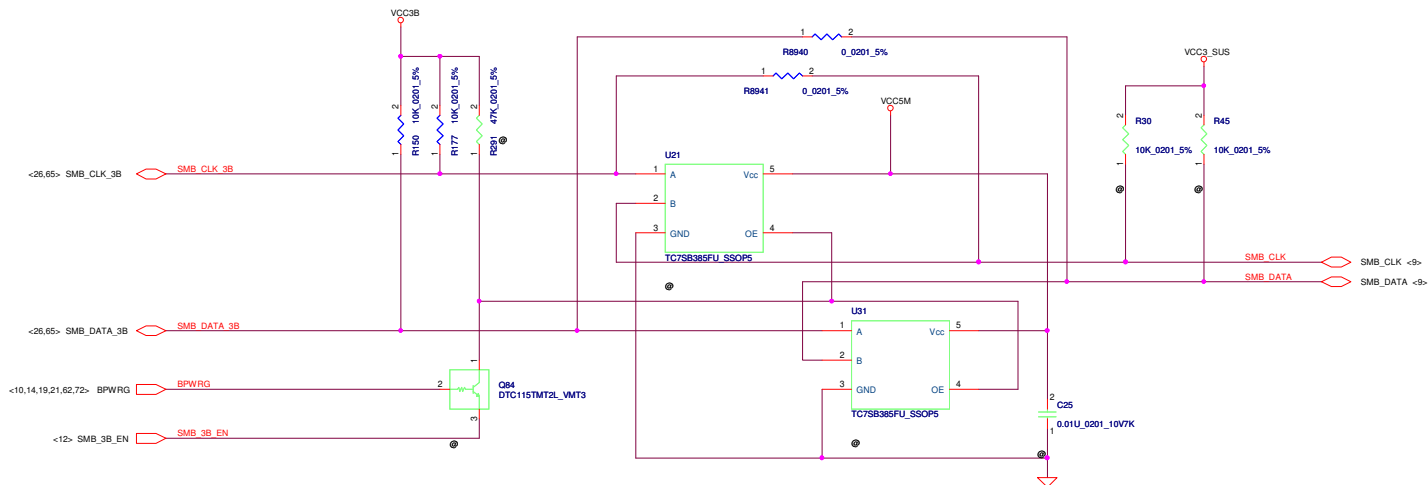 VCC3B
1 2
R8940 0_0201_5%
1 2
R8941 0_0201_5%
VCC3_SUS
VCC5M
2 2 2
R150 10K_0201_5%
R177 10K_0201_5%
R291 47K_0201_5%
@
1 1 1
2 2
R30 R45
10K_0201_5% 10K_0201_5%
1 1
@ @
U21
<26,65> SMB_CLK_3B SMB_CLK_3B 1 A Vcc 5
2 B
3 GND OE 4
TC7SB385FU_SSOP5
@
SMB_CLK SMB_CLK <9>
SMB_DATA SMB_DATA <9>
U31
<26,65> SMB_DATA_3B SMB_DATA_3B 1 A Vcc 5
2 B
3 GND OE 4
TC7SB385FU_SSOP5
@
<10,14,19,21,62,72> BPWRG BPWRG 2
1
3
Q84
DTC115TMT2L_VMT3
@
<12> SMB_3B_EN SMB_3B_EN
2
C25
0.01U_0201_10V7K
1
@